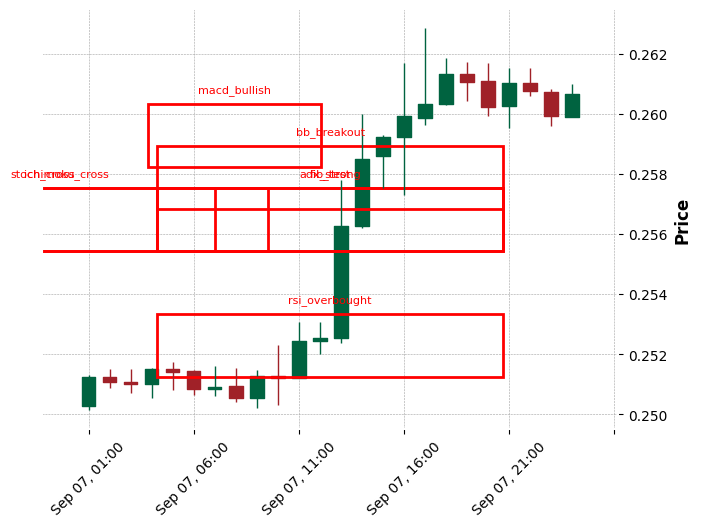 macd_bullish
bb_breakout
rsi_overbought
0.262
0.260
0.258
0.256
0.254
0.252
0.250
Price
Sep 07, 01:00
Sep 07, 06:00
Sep 07, 11:00
Sep 07, 16:00
Sep 07, 21:00